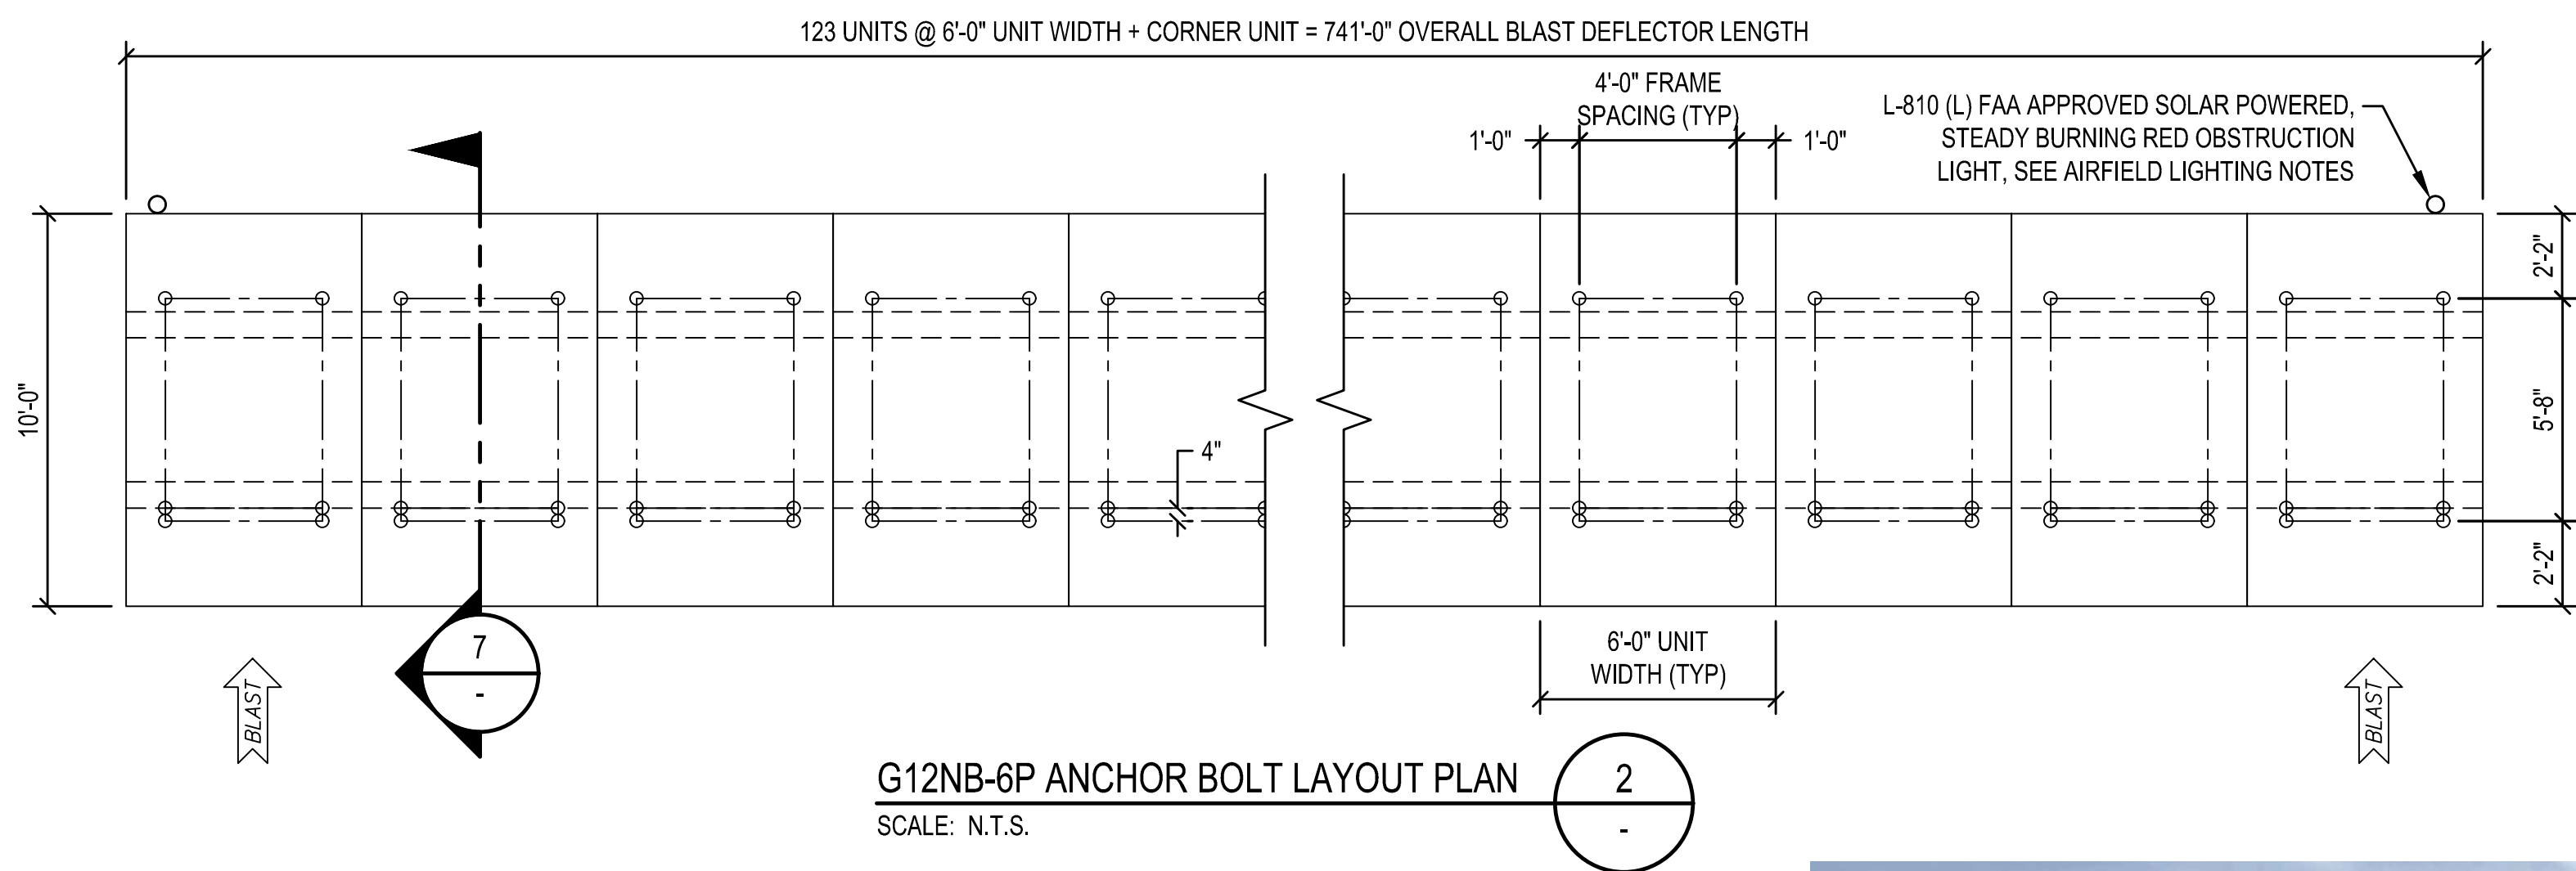 123 UNITS @ 6'-0" UNIT WIDTH + CORNER UNIT = 741'-0" OVERALL BLAST DEFLECTOR LENGTH
4'-0" FRAME
SPACING (TYP)
1'-0"
1'-0"
L-810 (L) FAA APPROVED SOLAR POWERED,
STEADY BURNING RED OBSTRUCTION
LIGHT, SEE AIRFIELD LIGHTING NOTES
10'-0"
2'-2"
5'-8"
2'-2"
4"
7
-
BLAST
6'-0" UNIT
WIDTH (TYP)
BLAST
G12NB-6P ANCHOR BOLT LAYOUT PLAN
SCALE: N.T.S.
2
-